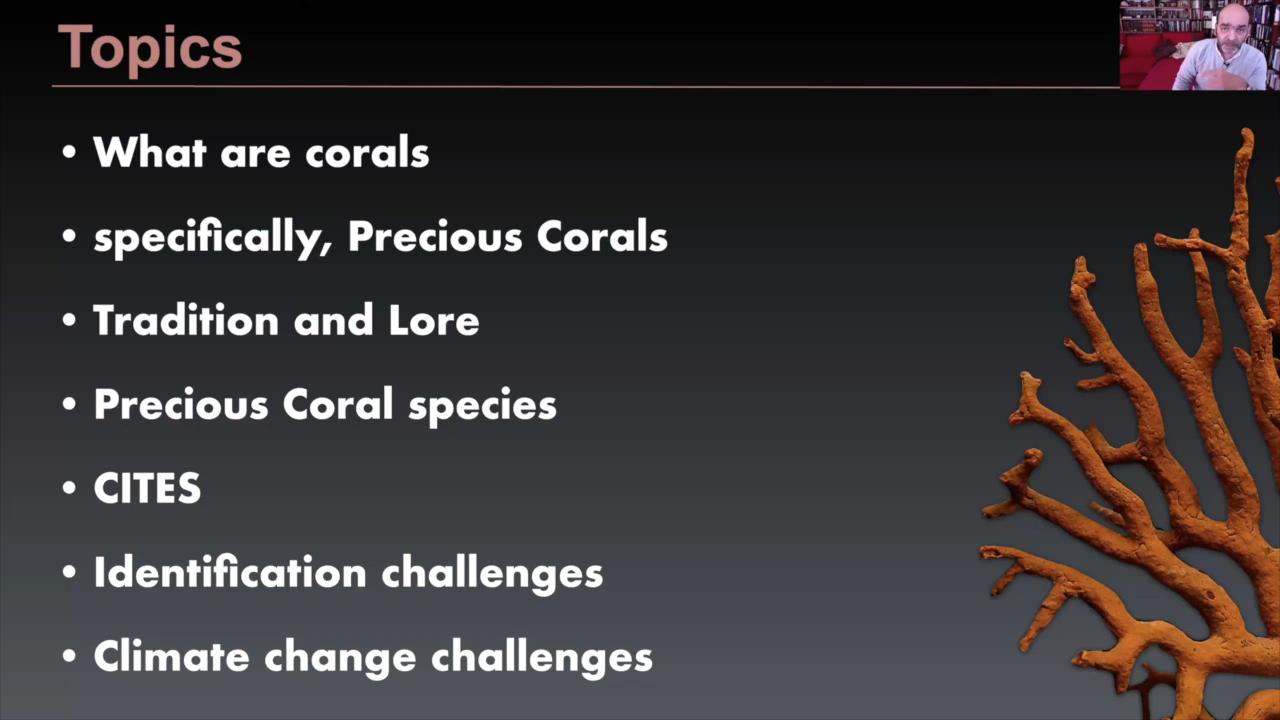 Topics
• What are corals
• specifically, Precious Corals
• Tradition and Lore
• Precious Coral species
• CITES
• Identification challenges
• Climate change challenges